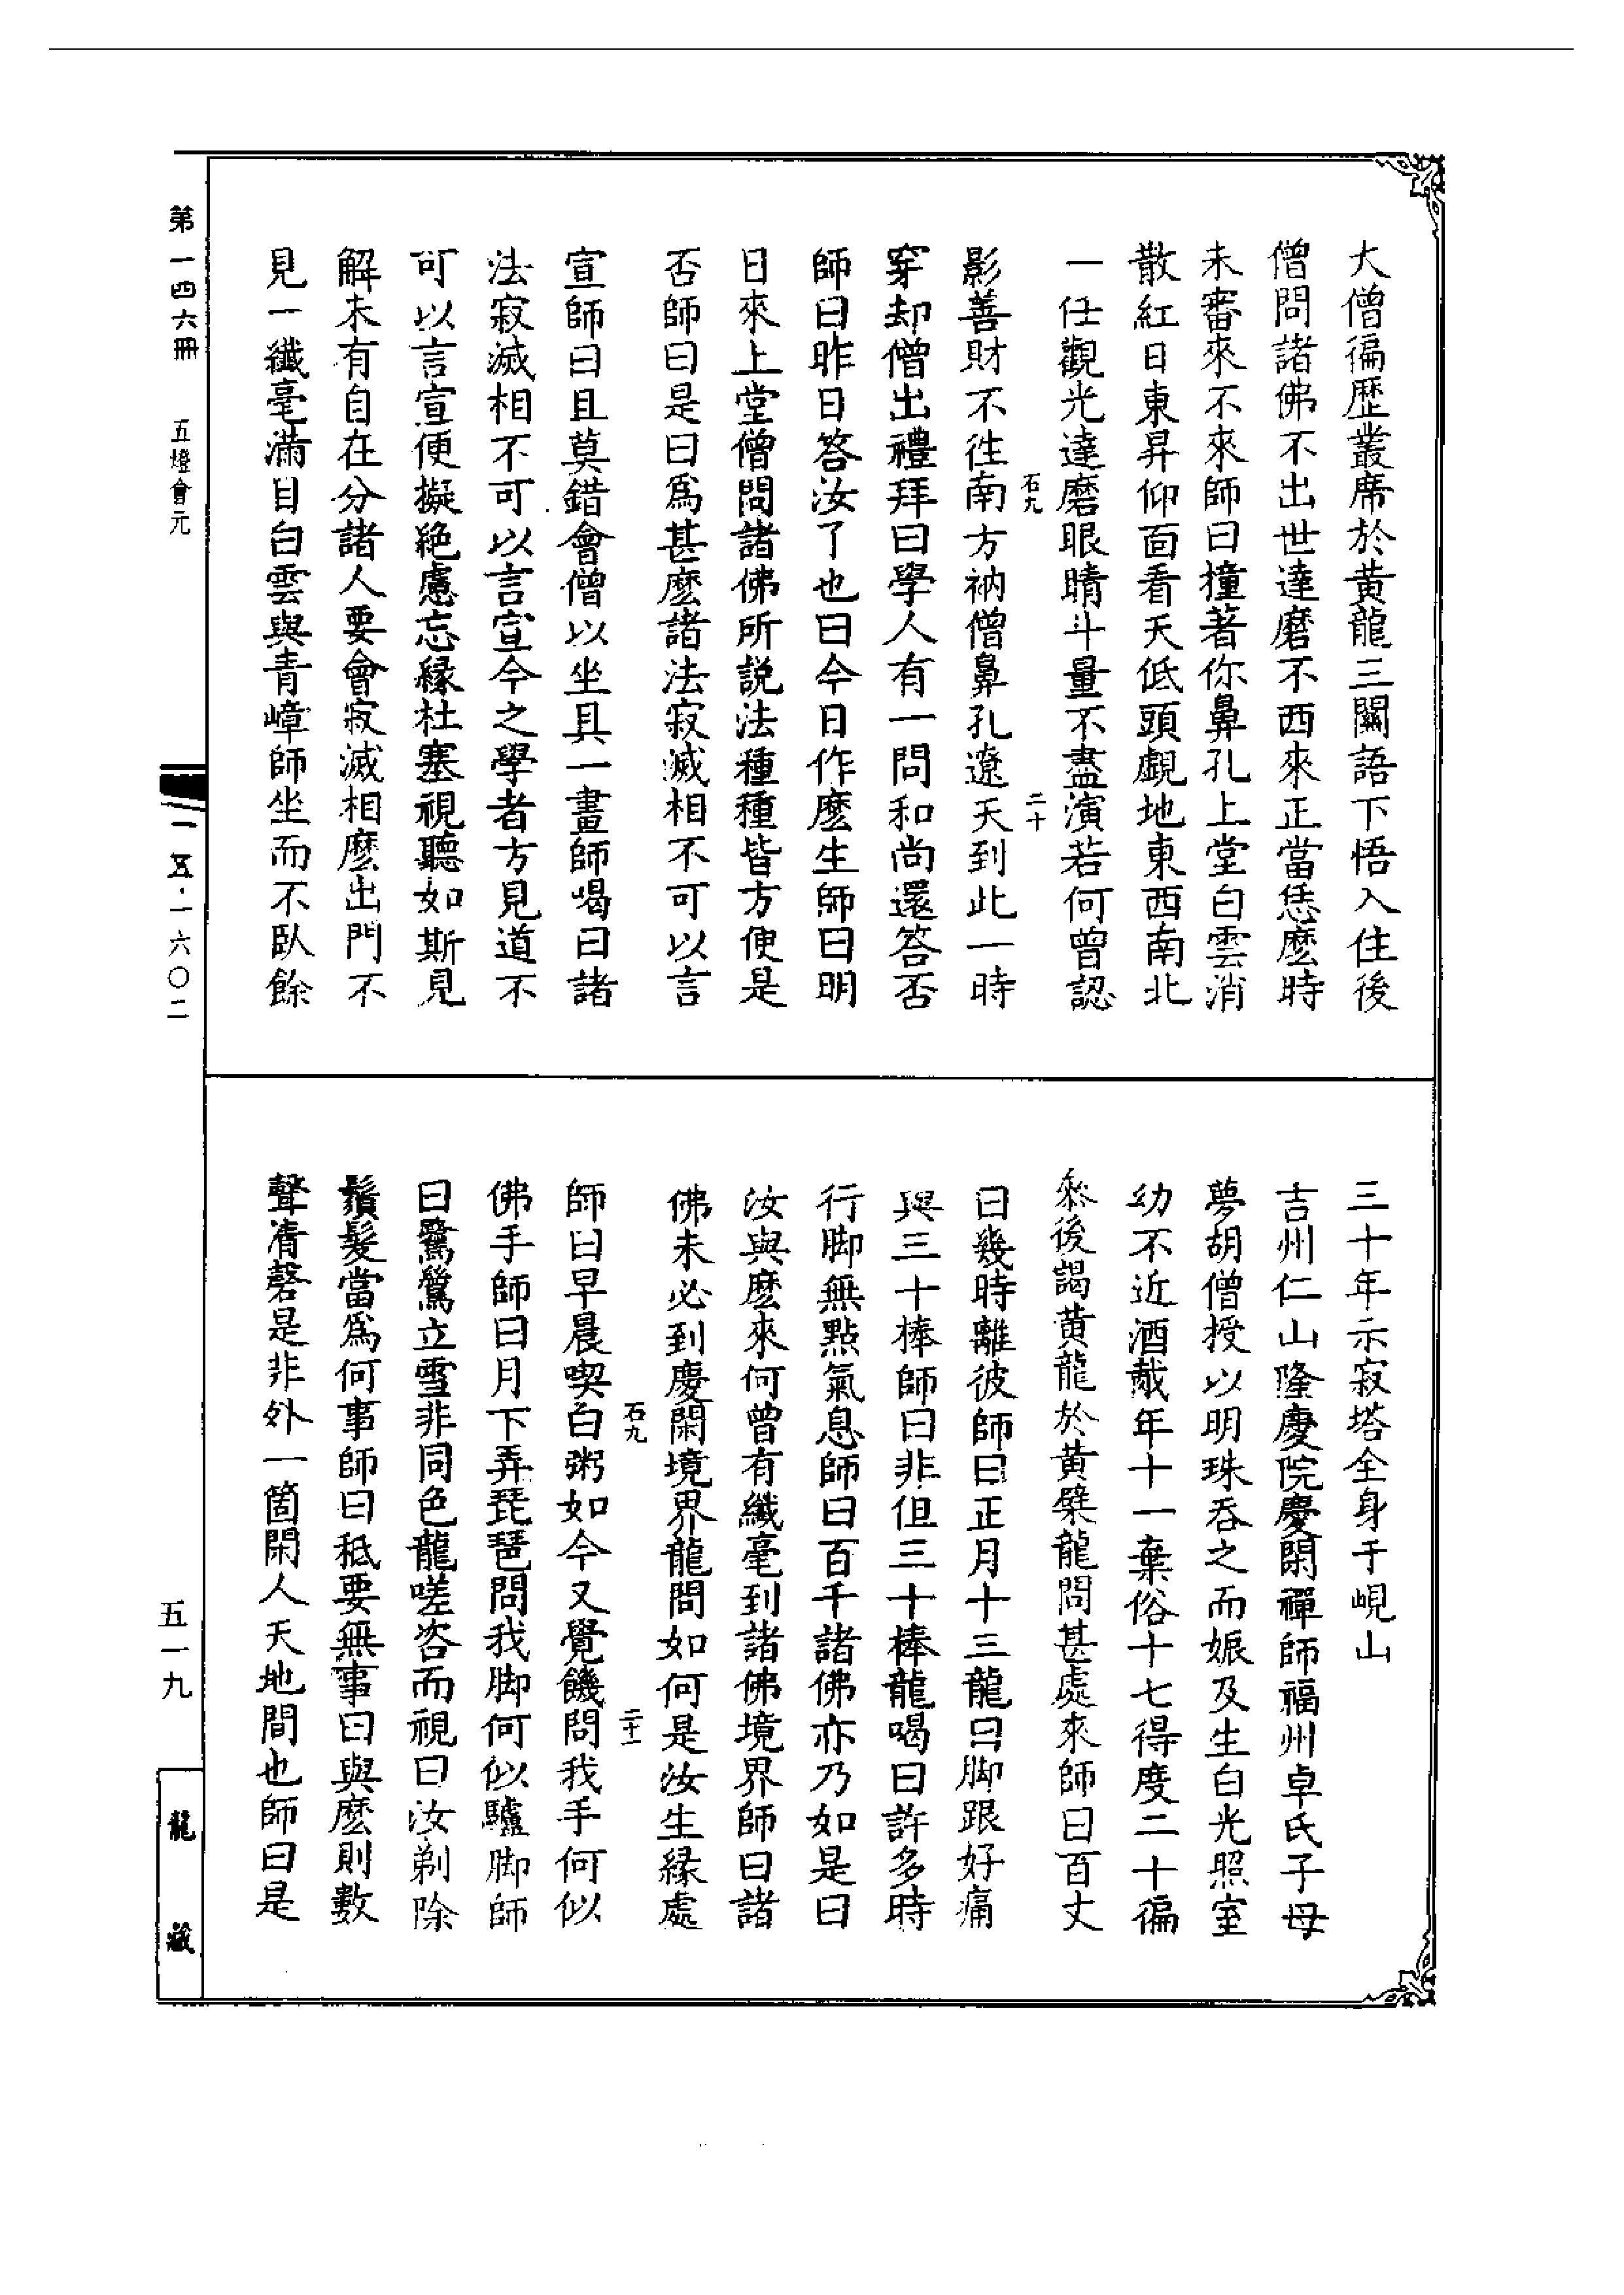 大僧徧歷叢席於黃龍三關語下悟入住後
僧問諸佛不出世達磨不西來正當恁麽時
未審來不來師曰撞著你鼻孔上堂白雲消
散紅日東昇仰面看天低頭覷地東西南北
一任觀光達磨眼睛斗量不盡演若何曾認
石九
二十
影善財不徃南方衲僧鼻孔遼天到此一時
穿却僧出禮拜曰學人有一問和尚還答否
師曰昨日答汝了也曰今日作麽生師曰明
日來上堂僧問諸佛所説法種種皆方便是
否師曰是曰爲甚麽諸法寂滅相不可以言
宣師曰且莫錯會僧以坐具一畫師喝曰諸
法寂滅相不可以言宣今之學者方見道不
可以言宣便擬絶慮忘縁杜塞視聽如斯見
解未有自在分諸人要會寂滅相麽出門不
見一纖毫滿目白雲與青嶂師坐而不臥餘
三十年示寂塔全身于峴山
吉州仁山隆慶院慶閑禪師福州卓氏子母
夢胡僧授以明珠吞之而娠及生白光照室
幼不近酒胾年十一棄俗十七得度二十徧
叅後謁黃龍於黃檗龍問甚處來師曰百丈
曰幾時離彼師曰正月十三龍曰脚跟好痛
與三十棒師曰非但三十棒龍喝曰許多時
行脚無點氣息師曰百千諸佛亦乃如是曰
汝與麽來何曾有纖毫到諸佛境界師曰諸
佛未必到慶閑境界龍問如何是汝生縁處
石九
二十一
師曰早晨喫白粥如今又覺饑問我手何似
佛手師曰月下弄琵琶問我脚何似驢脚師
曰鷺鷥立雪非同色龍嗟咨而視曰汝剃除
鬚髮當爲何事師曰秪要無事曰與麽則數
聲清磬是非外一箇閑人天地間也師曰是
第一四六冊
五燈會元
一五·一六〇二
五一九
龍藏